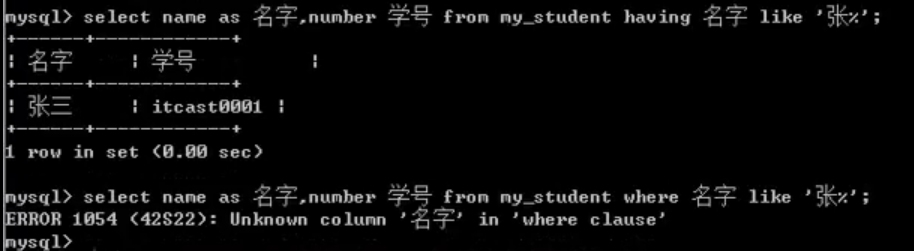 mysql> select name as 名字,number 学号 from my_student having 名字 like '张%';
+------+------------+
| 名字 | 学号 |
+------+------------+
| 张三 | itcast0001 |
+------+------------+
1 row in set (0.00 sec)
mysql> select name as 名字,number 学号 from my_student where 名字 like '张%';
ERROR 1054 (42S22): Unknown column '名字' in 'where clause'
mysql>